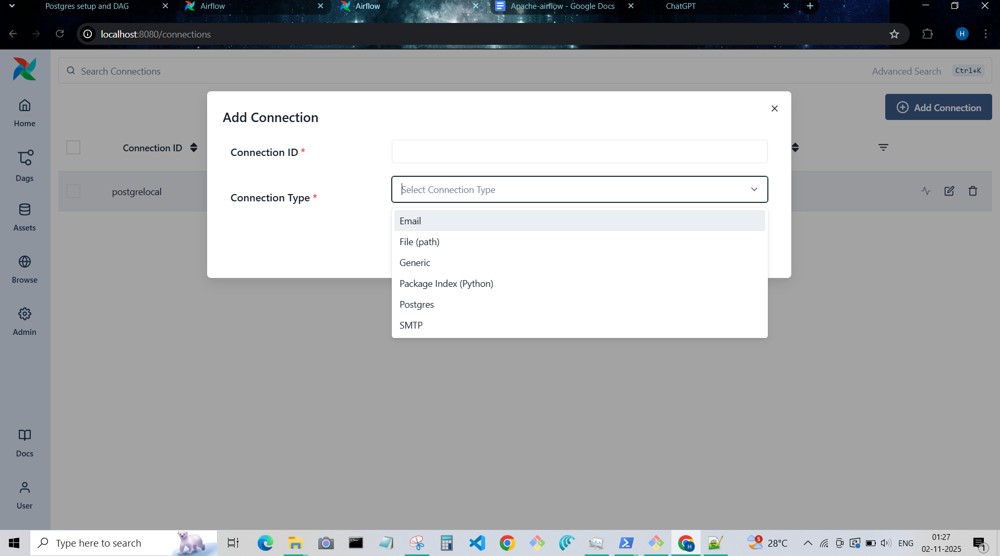 Postgres setup and DAG
Airflow
Airflow
Apache-airflow - Google Docs
ChatGPT
localhost:8080/connections
H
Search Connections
Advanced Search
Ctrl+K
Add Connection
Home
Dags
Assets
Browse
Admin
Docs
User
Connection ID
postgrelocal
Add Connection
Connection ID *
Connection Type *
Select Connection Type
Email
File (path)
Generic
Package Index (Python)
Postgres
SMTP
Type here to search
H
5
28°C
ENG
01:27
02-11-2025
1